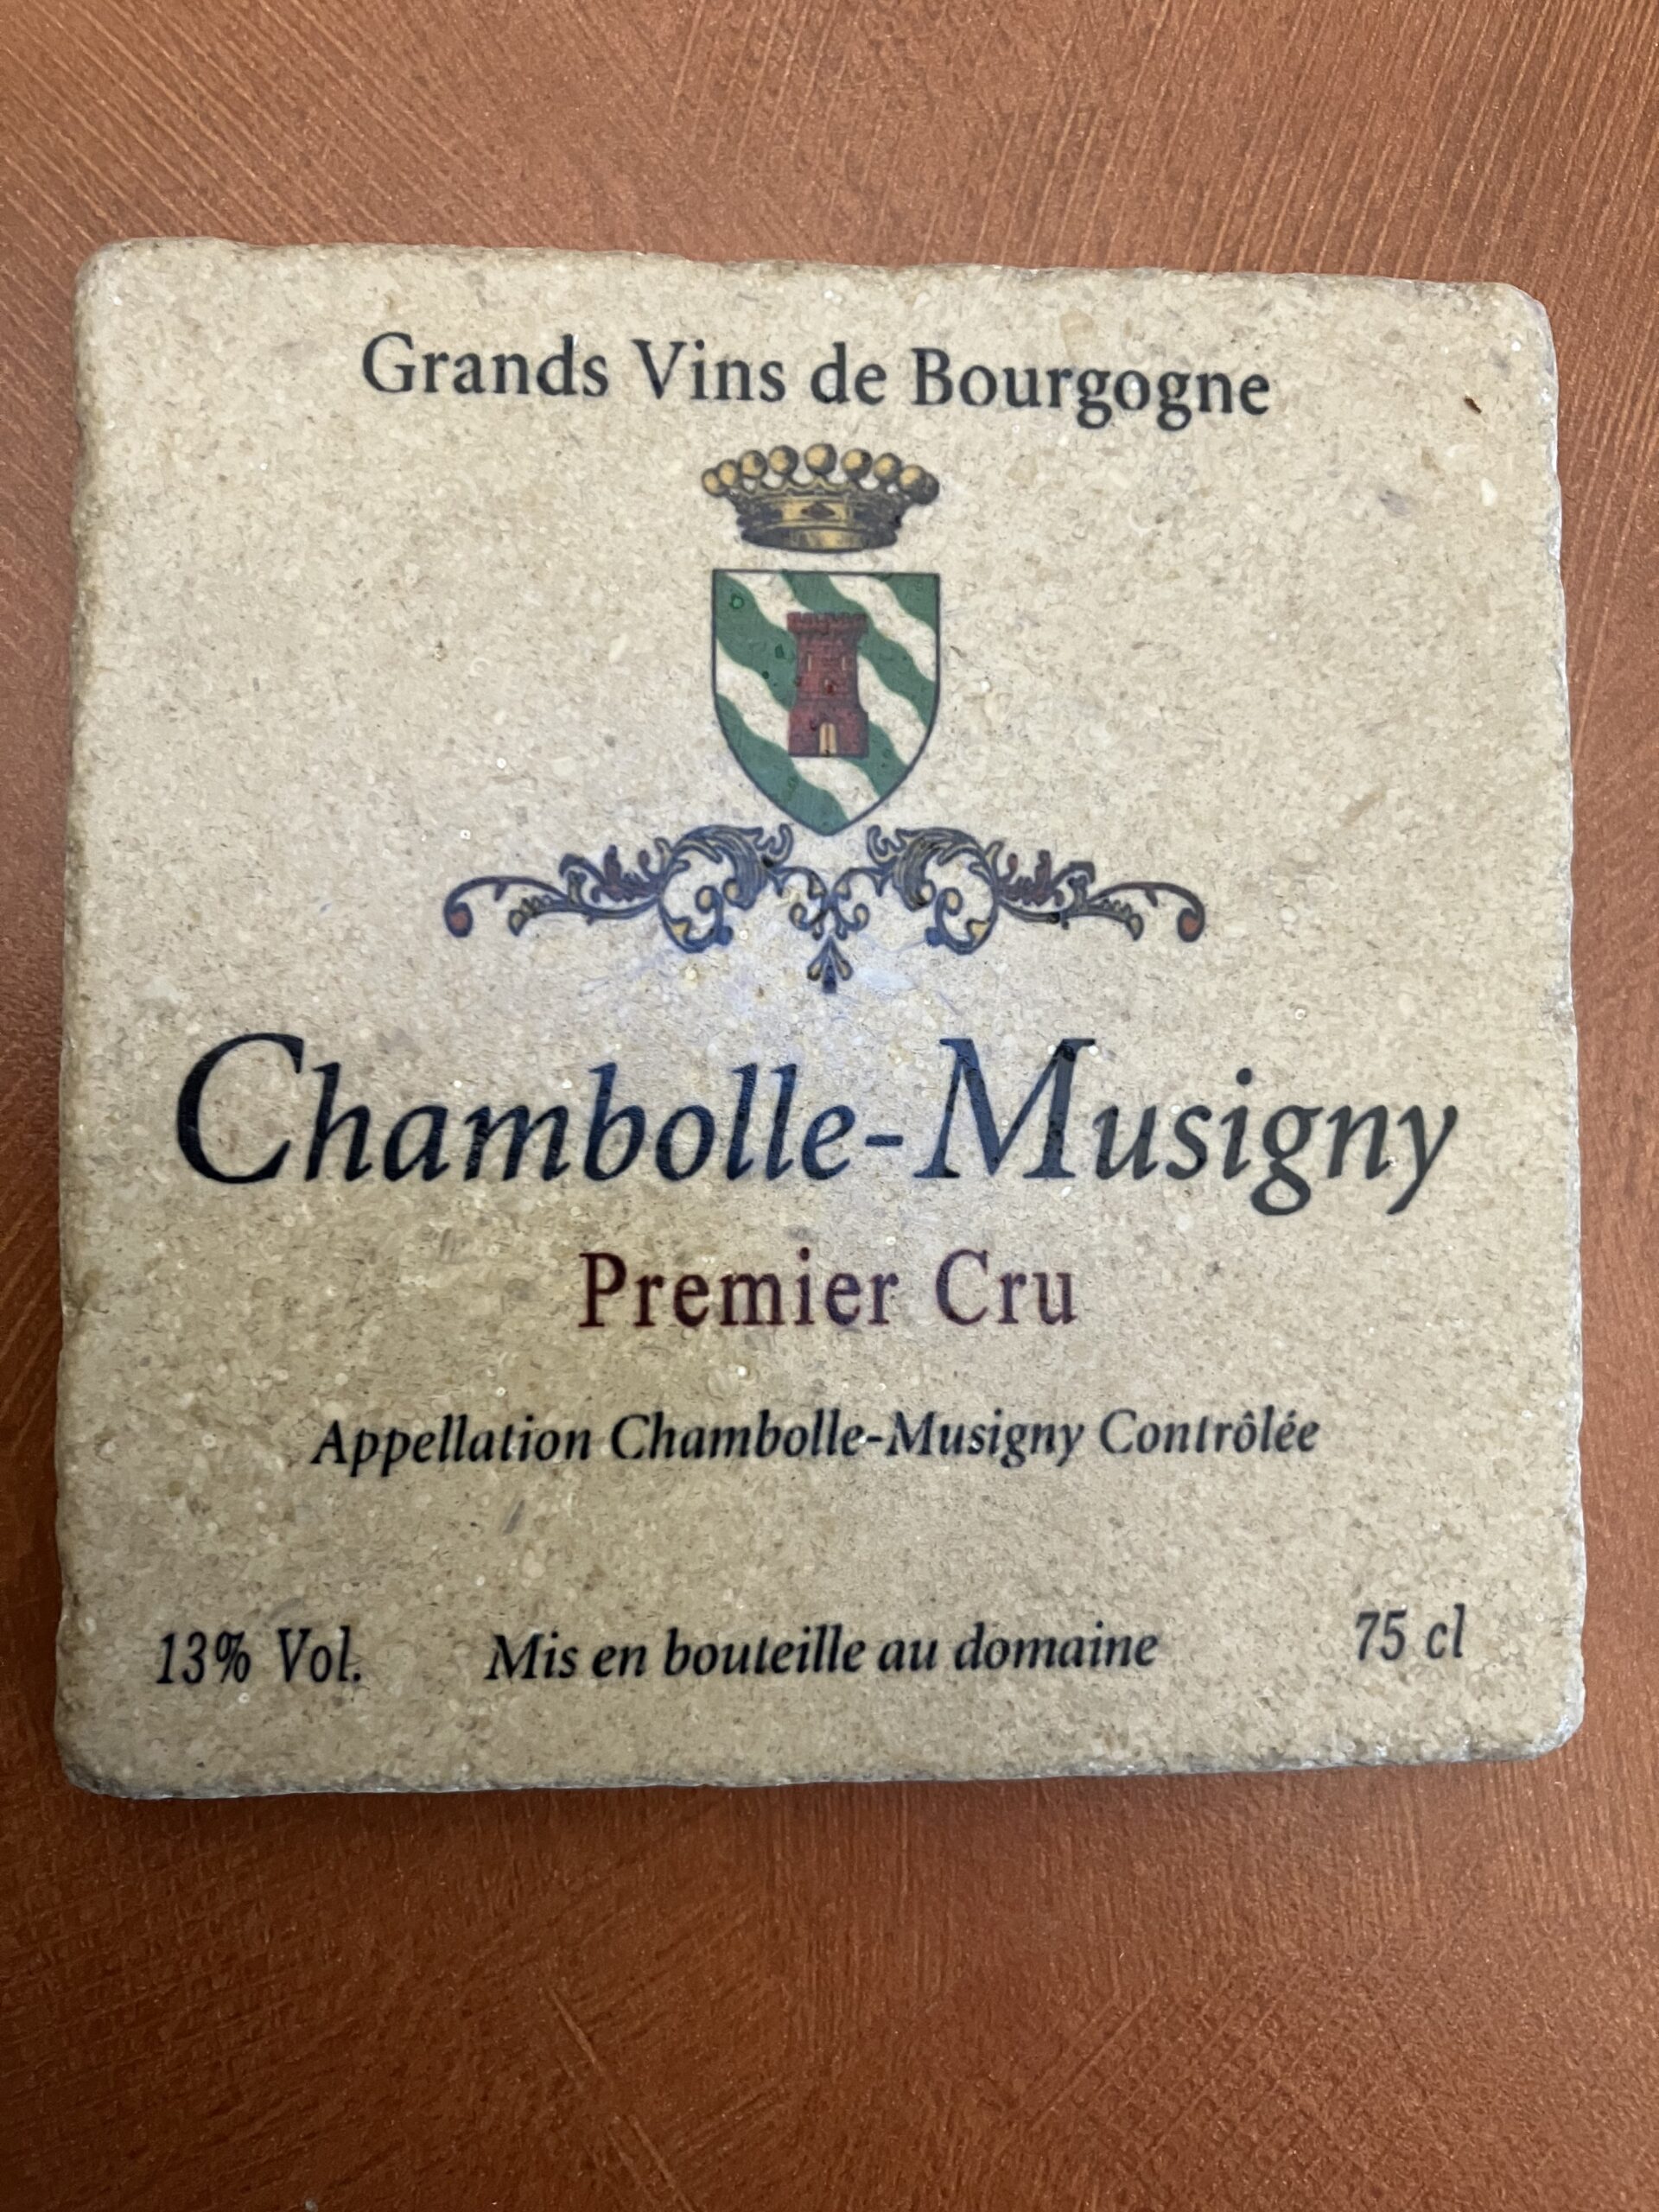 Grands Vins de Bourgogne
Chambolle-Musigny
Premier Cru
Appellation Chambolle-Musigny Contrôlée
13% Vol. Mis en bouteille au domaine 75 cl